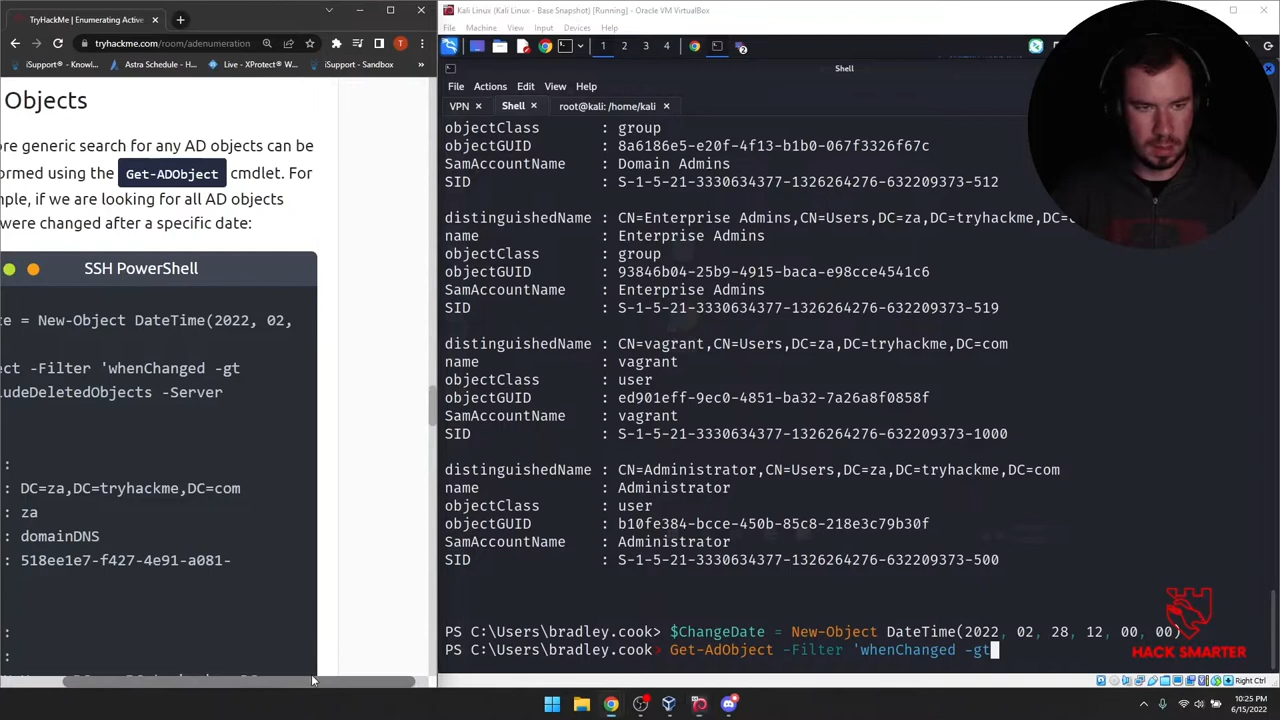 TryHackMe | Enumerating Active
tryhackme.com/room/adenumeration
iSupport® - Knowl...
Astra Schedule - H...
Live - XProtect® W...
iSupport - Sandbox
Objects
ore generic search for any AD objects can be
ormed using the Get-ADObject cmdlet. For
mple, if we are looking for all AD objects
were changed after a specific date:
SSH PowerShell
te = New-Object DateTime(2022, 02,
ect -Filter 'whenChanged -gt
ludeDeletedObjects -Server
:
: DC=za,DC=tryhackme,DC=com
: za
: domainDNS
: 518ee1e7-f427-4e91-a081-
:
:
Kali Linux (Kali Linux - Base Snapshot) [Running] - Oracle VM VirtualBox
File Machine View Input Devices Help
1 2 3 4
Shell
File Actions Edit View Help
VPN Shell root@kali: /home/kali
objectClass : group
objectGUID : 8a6186e5-e20f-4f13-b1b0-067f3326f67c
SamAccountName : Domain Admins
SID : S-1-5-21-3330634377-1326264276-632209373-512
distinguishedName : CN=Enterprise Admins,CN=Users,DC=za,DC=tryhackme,DC=
name : Enterprise Admins
objectClass : group
objectGUID : 93846b04-25b9-4915-baca-e98cce4541c6
SamAccountName : Enterprise Admins
SID : S-1-5-21-3330634377-1326264276-632209373-519
distinguishedName : CN=vagrant,CN=Users,DC=za,DC=tryhackme,DC=com
name : vagrant
objectClass : user
objectGUID : ed901eff-9ec0-4851-ba32-7a26a8f0858f
SamAccountName : vagrant
SID : S-1-5-21-3330634377-1326264276-632209373-1000
distinguishedName : CN=Administrator,CN=Users,DC=za,DC=tryhackme,DC=com
name : Administrator
objectClass : user
objectGUID : b10fe384-bcce-450b-85c8-218e3c79b30f
SamAccountName : Administrator
SID : S-1-5-21-3330634377-1326264276-632209373-500
PS C:\Users\bradley.cook> $ChangeDate = New-Object DateTime(2022, 02, 28, 12, 00, 00)
PS C:\Users\bradley.cook> Get-AdObject -Filter 'whenChanged -gt
HACK SMARTER
Right Ctrl
10:25 PM
6/15/2022